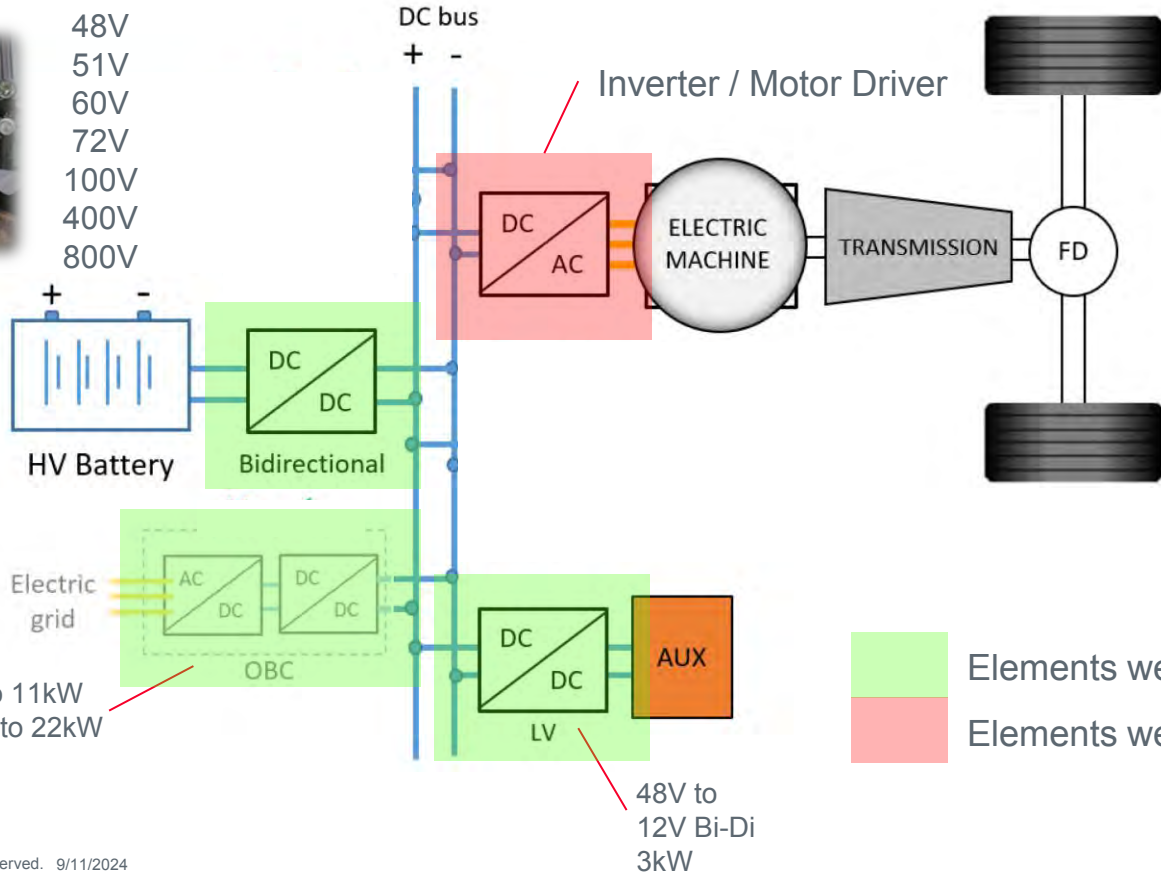 48V
51V
60V
72V
100V
400V
800V
DC bus
+ -
Inverter / Motor Driver
DC
AC
ELECTRIC
MACHINE
TRANSMISSION
FD
+ -
DC
DC
HV Battery
Bidirectional
Electric
grid
AC
DC
DC
DC
OBC
11kW
to 22kW
DC
DC
LV
AUX
48V to
12V Bi-Di
3kW
Elements we
Elements we
erved. 9/11/2024